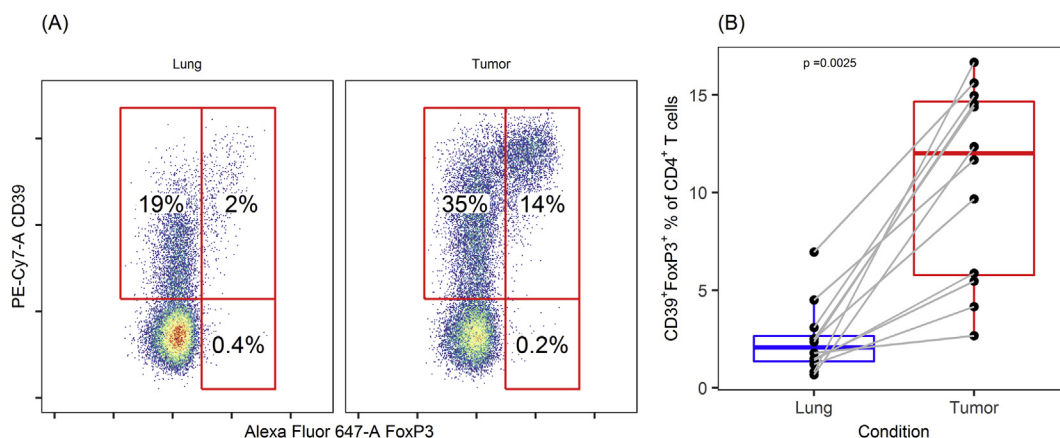 (A)
Lung
Tumor
PE-Cy7-A CD39
19%
2%
0.4%
35%
14%
0.2%
Alexa Fluor 647-A FoxP3
(B)
p =0.0025
CD39⁺FoxP3⁺ % of CD4⁺ T cells
15
10
5
0
Lung
Tumor
Condition